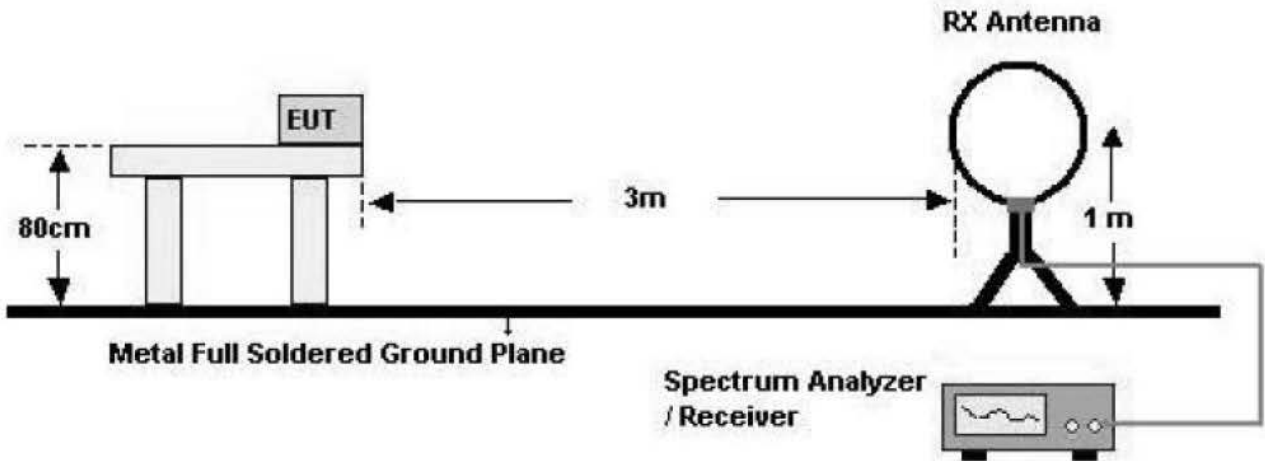 RX Antenna
EUT
80cm
3m
1 m
Metal Full Soldered Ground Plane
Spectrum Analyzer
/ Receiver